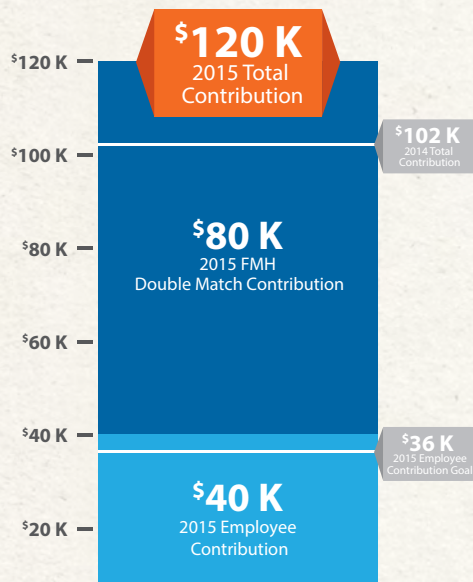 $120 K
2015 Total
Contribution
$120 K
$102 K
2014 Total
Contribution
$100 K
$80 K
2015 FMH
Double Match Contribution
$80 K
$60 K
$40 K
$36 K
2015 Employee
Contribution Goal
$40 K
2015 Employee
Contribution
$20 K